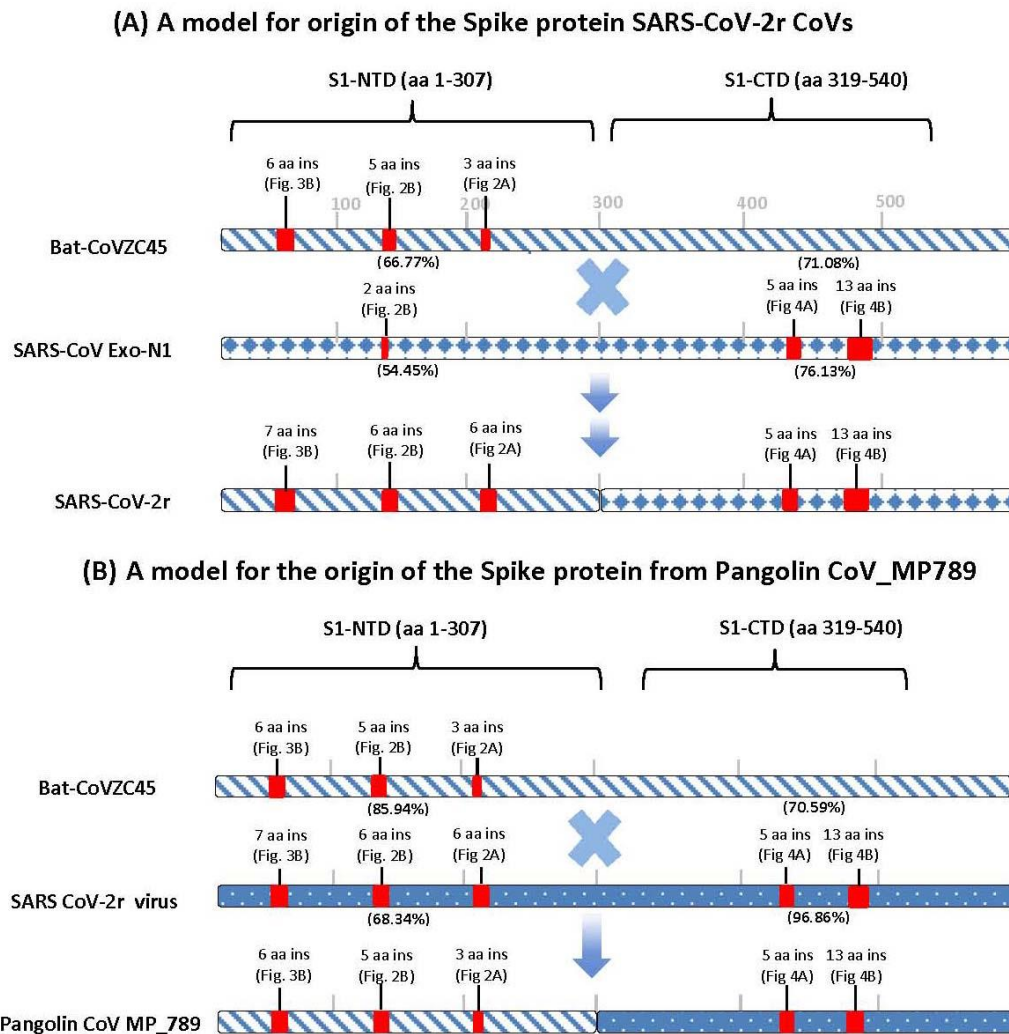 (A) A model for origin of the Spike protein SARS-CoV-2r CoVs
S1-NTD (aa 1-307) S1-CTD (aa 319-540)
6 aa ins 5 aa ins 3 aa ins
(Fig. 3B) (Fig. 2B) (Fig 2A)
100 200 300 400 500
Bat-CoVZC45
(66.77%) (71.08%)
2 aa ins 5 aa ins 13 aa ins
(Fig. 2B) (Fig 4A) (Fig 4B)
SARS-CoV Exo-N1
(54.45%) (76.13%)
7 aa ins 6 aa ins 6 aa ins 5 aa ins 13 aa ins
(Fig. 3B) (Fig. 2B) (Fig 2A) (Fig 4A) (Fig 4B)
SARS-CoV-2r
(B) A model for the origin of the Spike protein from Pangolin CoV_MP789
S1-NTD (aa 1-307) S1-CTD (aa 319-540)
6 aa ins 5 aa ins 3 aa ins
(Fig. 3B) (Fig. 2B) (Fig 2A)
Bat-CoVZC45
(85.94%) (70.59%)
7 aa ins 6 aa ins 6 aa ins 5 aa ins 13 aa ins
(Fig. 3B) (Fig. 2B) (Fig 2A) (Fig 4A) (Fig 4B)
SARS CoV-2r virus
(68.34%) (96.86%)
6 aa ins 5 aa ins 3 aa ins 5 aa ins 13 aa ins
(Fig. 3B) (Fig. 2B) (Fig 2A) (Fig 4A) (Fig 4B)
Pangolin CoV MP_789